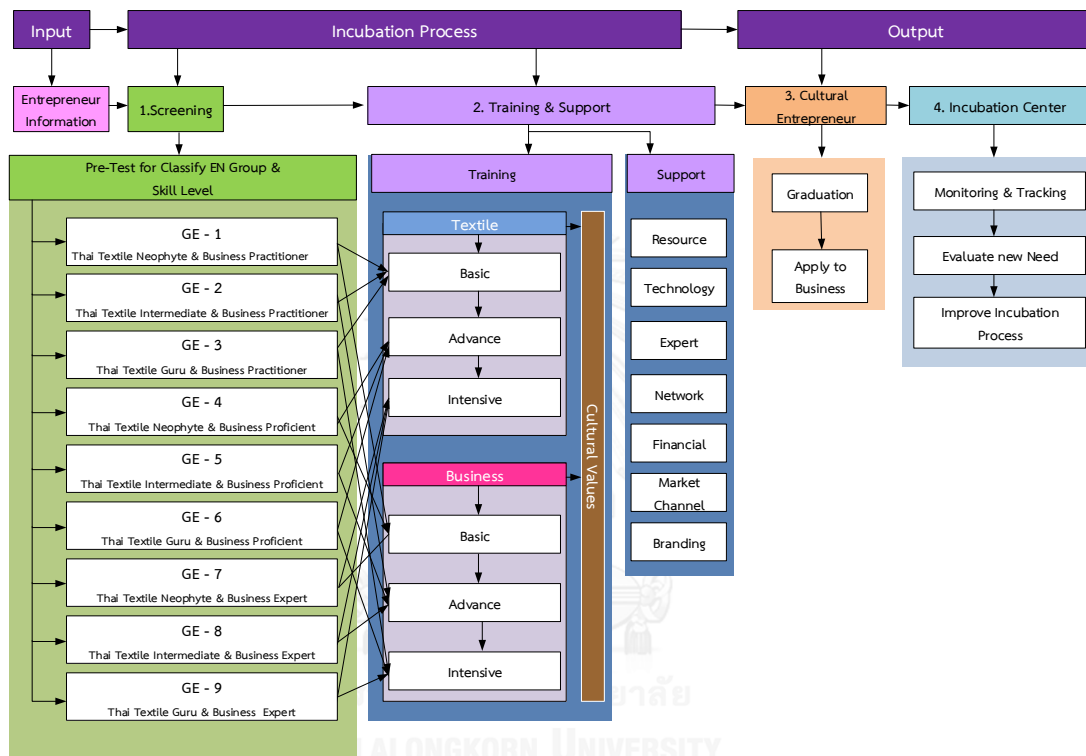 Input
Incubation Process
Output
Entrepreneur
Information
1.Screening
2. Training & Support
3. Cultural
Entrepreneur
4. Incubation Center
Pre-Test for Classify EN Group &
Skill Level
GE - 1
Thai Textile Neophyte & Business Practitioner
GE - 2
Thai Textile Intermediate & Business Practitioner
GE - 3
Thai Textile Guru & Business Practitioner
GE - 4
Thai Textile Neophyte & Business Proficient
GE - 5
Thai Textile Intermediate & Business Proficient
GE - 6
Thai Textile Guru & Business Proficient
GE - 7
Thai Textile Neophyte & Business Expert
GE - 8
Thai Textile Intermediate & Business Expert
GE - 9
Thai Textile Guru & Business Expert
Training
Textile
Basic
Advance
Intensive
Business
Basic
Advance
Intensive
Cultural Values
Support
Resource
Technology
Expert
Network
Financial
Market
Channel
Branding
Graduation
Apply to
Business
Monitoring & Tracking
Evaluate new Need
Improve Incubation
Process
ยาลัย
LALONGKORN UNIVERSITY